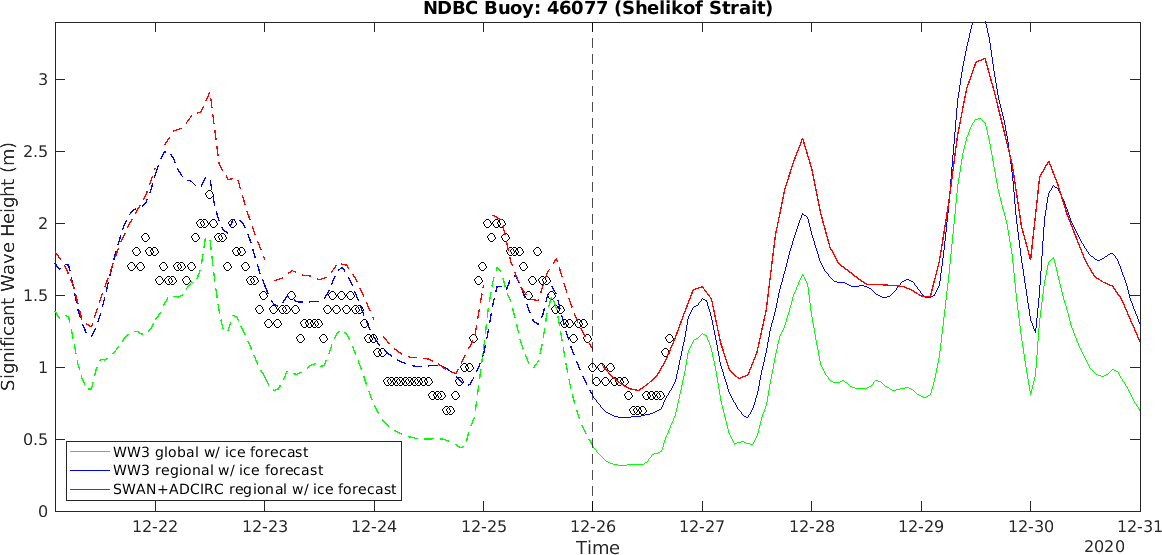 NDBC Buoy: 46077 (Shelikof Strait)
Significant Wave Height (m)
3
2.5
2
1.5
1
0.5
0
WW3 global w/ ice forecast
WW3 regional w/ ice forecast
SWAN+ADCIRC regional w/ ice forecast
12-22 12-23 12-24 12-25 12-26 12-27 12-28 12-29 12-30 12-31
Time
2020